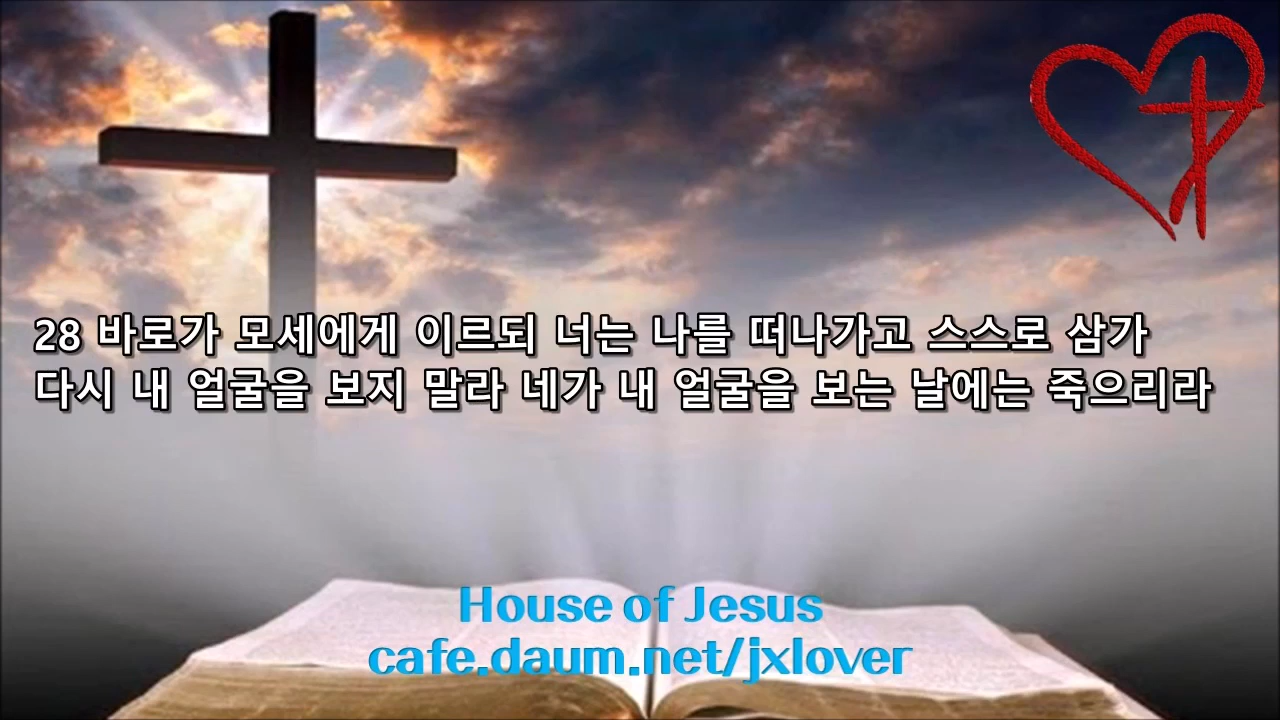 28 바로가 모세에게 이르되 너는 나를 떠나가고 스스로 삼가
다시 내 얼굴을 보지 말라 네가 내 얼굴을 보는 날에는 죽으리라
House of Jesus
cafe.daum.net/jxlover